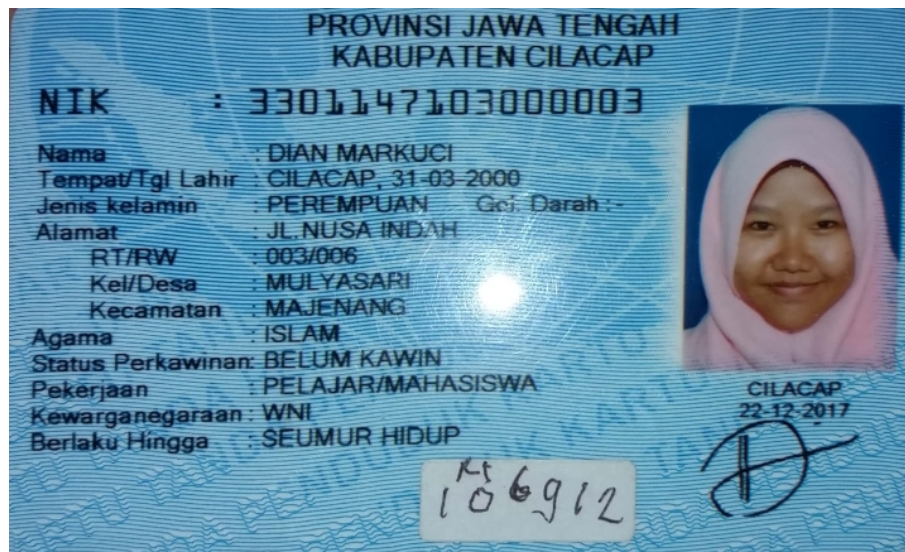 PROVINSI JAWA TENGAH
KABUPATEN CILACAP
NIK : 3301147103000003
Nama : DIAN MARKUCI
Tempat/Tgl Lahir : CILACAP, 31-03-2000
Jenis kelamin : PEREMPUAN Gol. Darah :-
Alamat : JL.NUSA INDAH
RT/RW : 003/006
Kel/Desa : MULYASARI
Kecamatan : MAJENANG
Agama : ISLAM
Status Perkawinan: BELUM KAWIN
Pekerjaan : PELAJAR/MAHASISWA
Kewarganegaraan : WNI
Berlaku Hingga : SEUMUR HIDUP
CILACAP
22-12-2017
106912